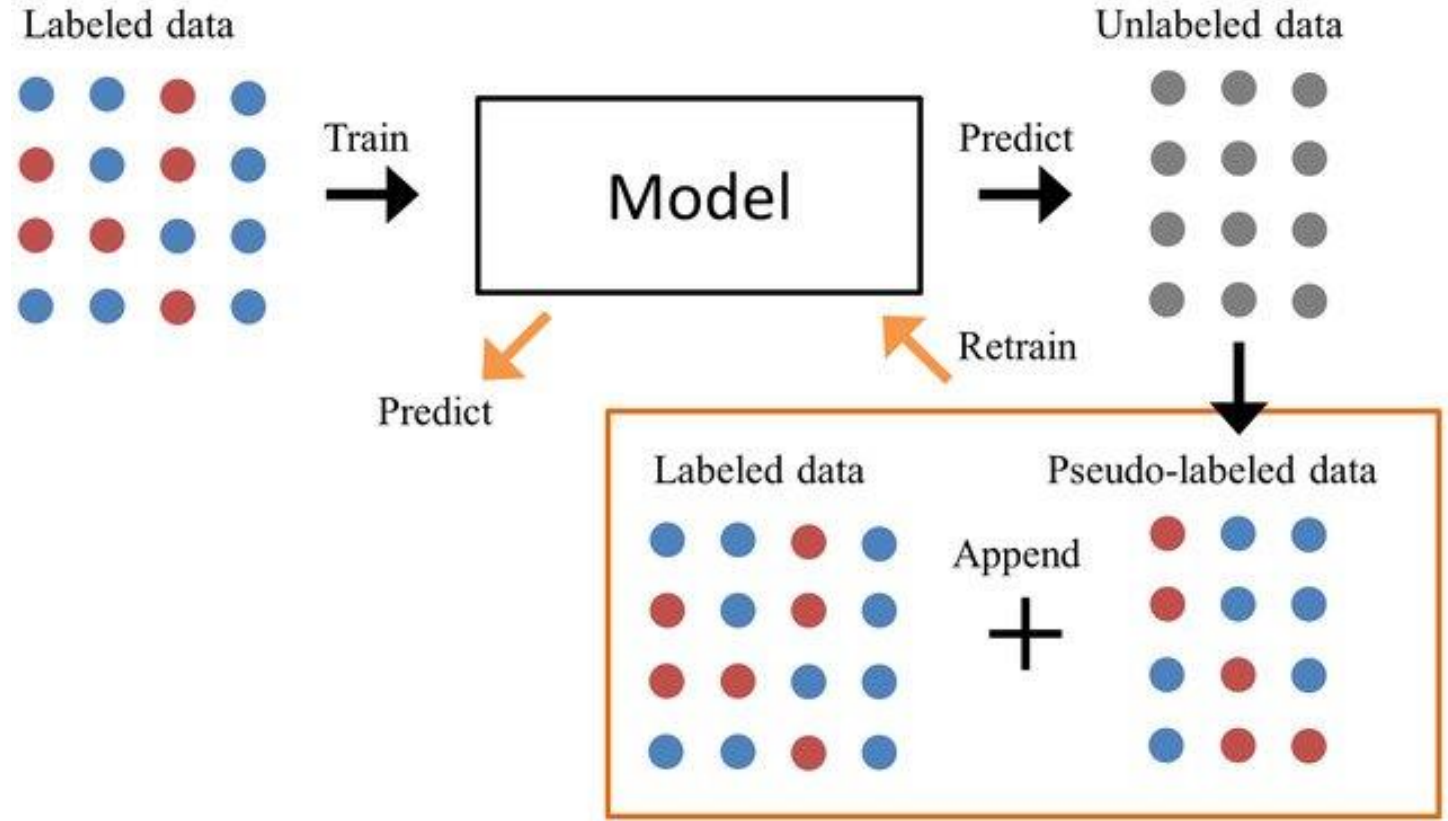 Labeled data
Unlabeled data
Train
Model
Predict
Retrain
Predict
Labeled data
Pseudo-labeled data
Append